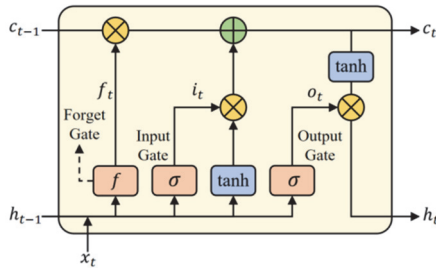 c_{t-1} c_t
tanh
f_t i_t o_t
Forget Gate
Input Gate
Output Gate
f σ tanh σ
h_{t-1} h_t
x_t